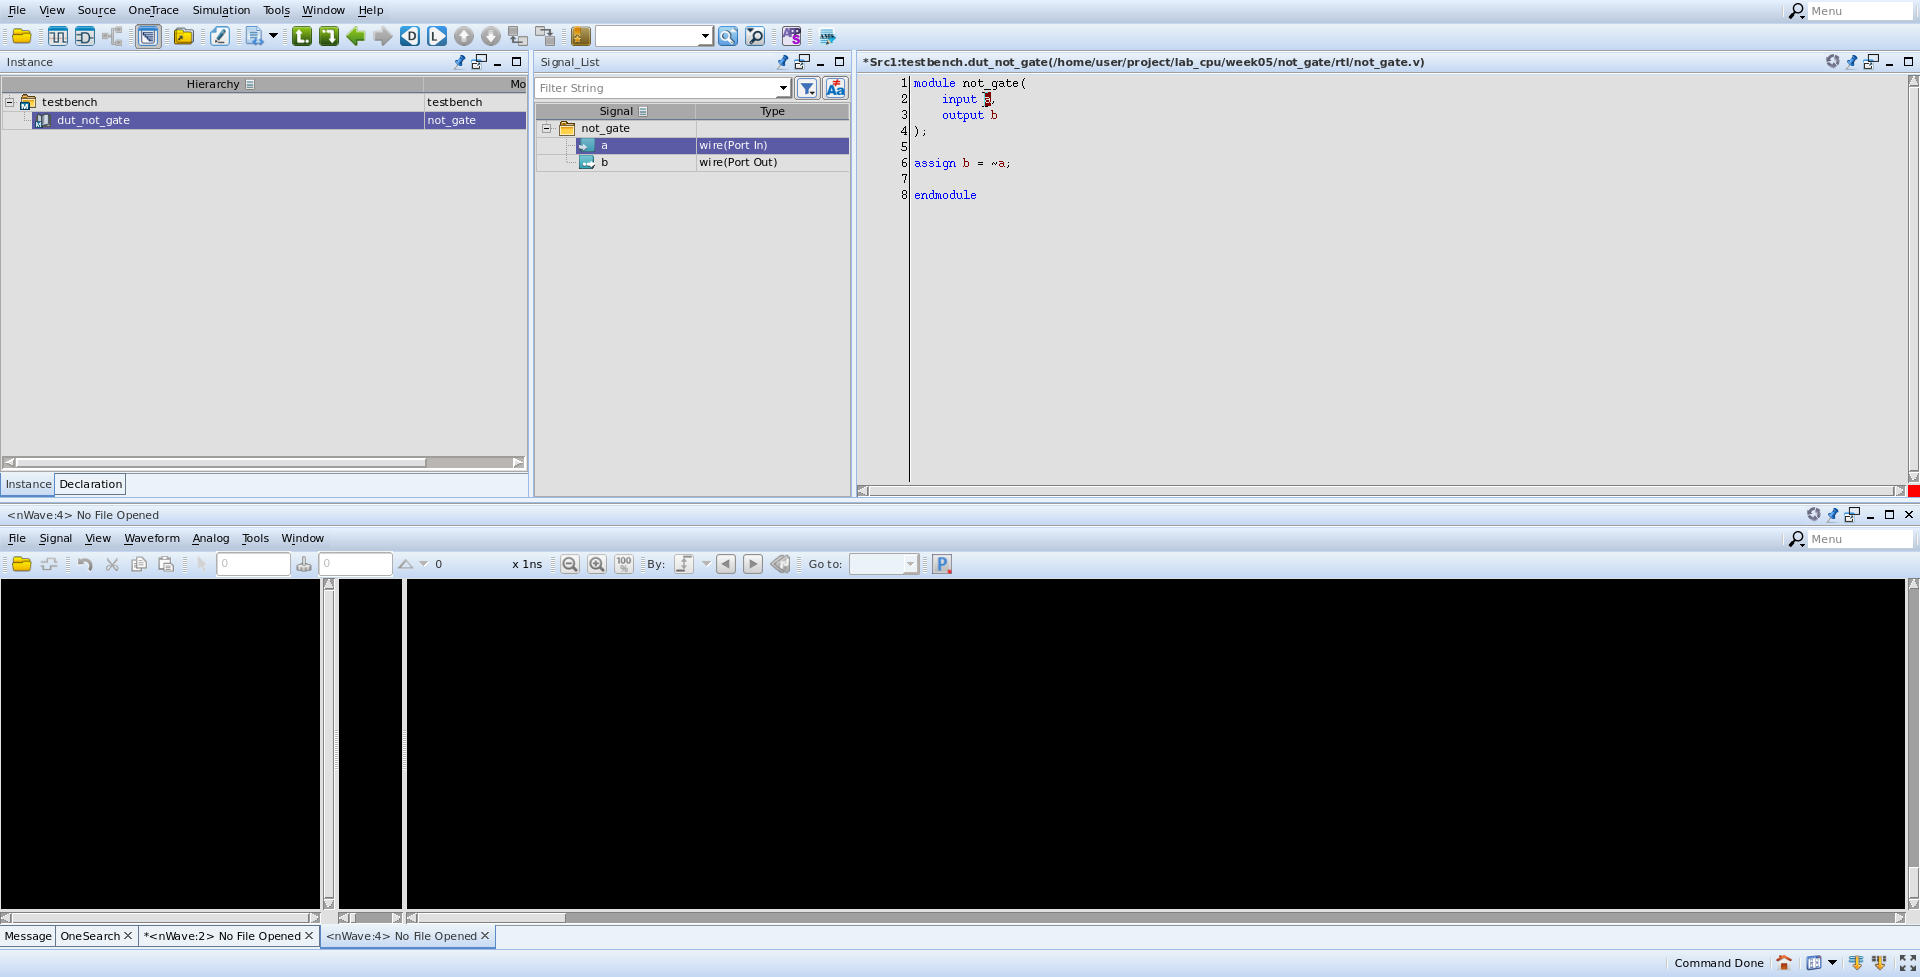 File View Source OneTrace Simulation Tools Window Help
Menu
Instance
Hierarchy Mo
testbench testbench
dut_not_gate not_gate
Instance Declaration
Signal_List
Filter String
Signal Type
not_gate
a wire(Port In)
b wire(Port Out)
*Src1:testbench.dut_not_gate(/home/user/project/lab_cpu/week05/not_gate/rtl/not_gate.v)
1 module not_gate(
2 input a,
3 output b
4 );
5
6 assign b = ~a;
7
8 endmodule
<nWave:4> No File Opened
File Signal View Waveform Analog Tools Window
Menu
0 0 0 x 1ns 100 % By: Go to: P
Message OneSearch *<nWave:2> No File Opened <nWave:4> No File Opened
Command Done